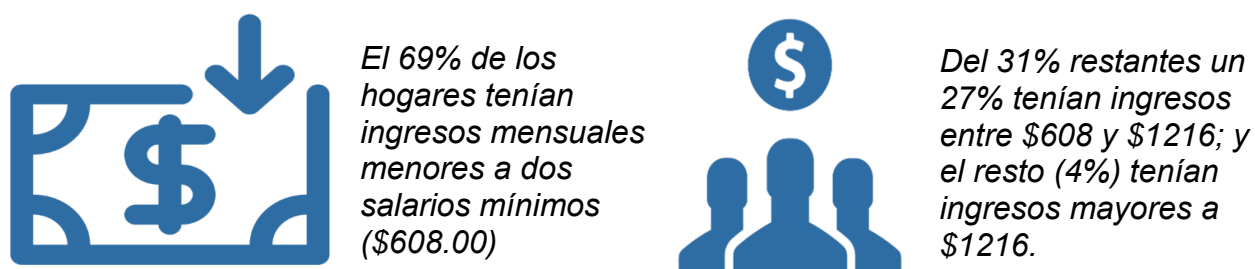 El 69% de los
hogares tenían
ingresos mensuales
menores a dos
salarios mínimos
($608.00)
$
$
Del 31% restantes un
27% tenían ingresos
entre $608 y $1216; y
el resto (4%) tenían
ingresos mayores a
$1216.